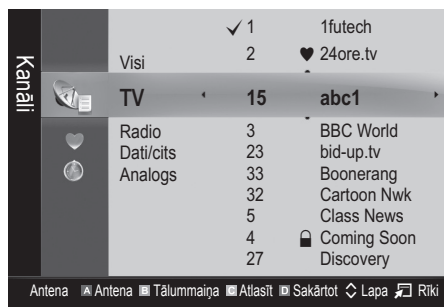 Kanāli
✓ 1 1futech
Visi 2 ♥ 24ore.tv
TV 15 abc1
Radio 3 BBC World
Dati/cits 23 bid-up.tv
Analogs 33 Boonerang
32 Cartoon Nwk
5 Class News
4 Coming Soon
27 Discovery
Antena A Antena B Tālummaiņa C Atlasīt D Sakārtot Lapa Rīki